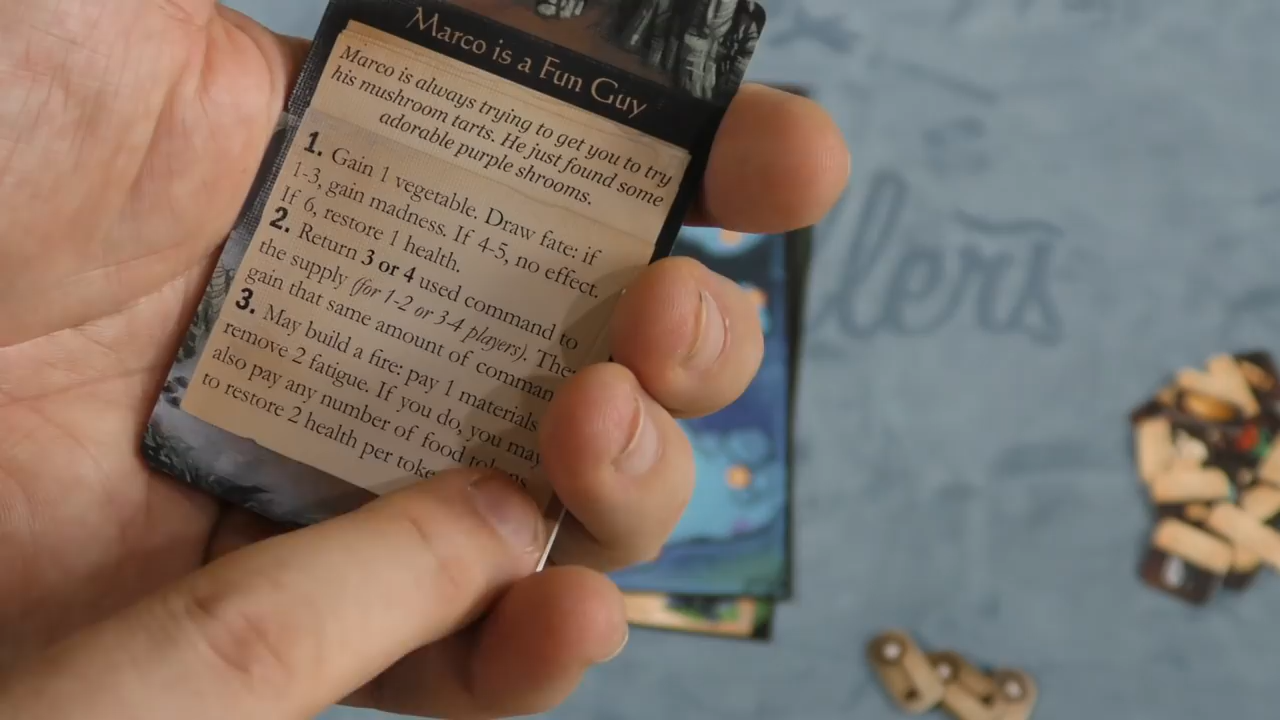 Marco is a Fun Guy
Marco is always trying to get you to try
his mushroom tarts. He just found some
adorable purple shrooms.
1. Gain 1 vegetable. Draw fate: if
1-3, gain madness. If 4-5, no effect.
If 6, restore 1 health.
2. Return 3 or 4 used command to
the supply (for 1-2 or 3-4 players). The
gain that same amount of comman
3. May build a fire: pay 1 materials
remove 2 fatigue. If you do, you may
also pay any number of food tokens
to restore 2 health per toke
lers